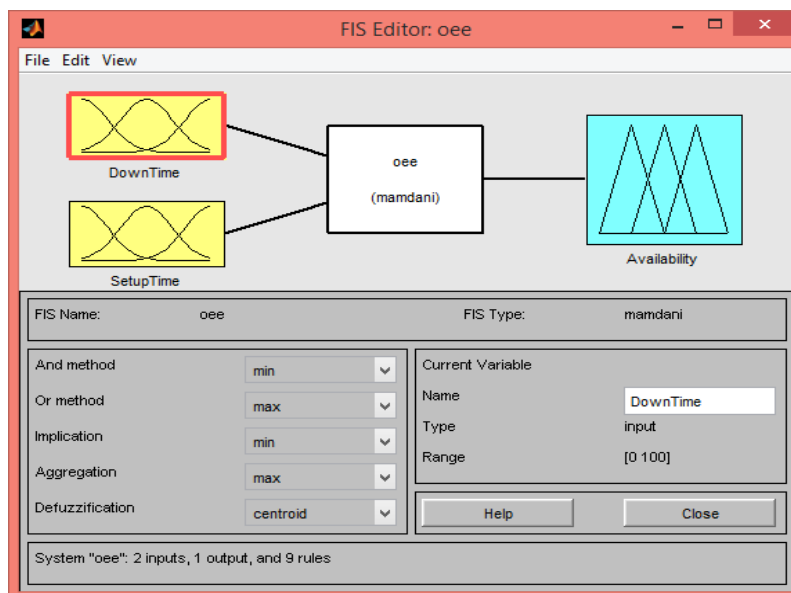 FIS Editor: oee
File Edit View
DownTime
SetupTime
oee
(mamdani)
Availability
FIS Name: oee FIS Type: mamdani
And method min
Or method max
Implication min
Aggregation max
Defuzzification centroid
Current Variable
Name DownTime
Type input
Range [0 100]
Help Close
System "oee": 2 inputs, 1 output, and 9 rules